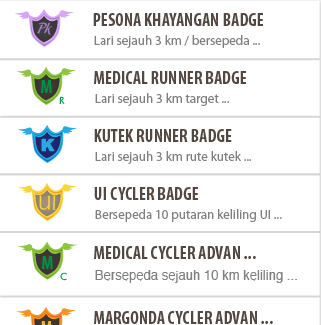 Pk
PESONA KHAYANGAN BADGE
Lari sejauh 3 km / bersepeda ...
M
R
MEDICAL RUNNER BADGE
Lari sejauh 3 km target ...
K
KUTEK RUNNER BADGE
Lari sejauh 3 km rute kutek ...
UI
UI CYCLER BADGE
Bersepeda 10 putaran keliling UI ...
M
C
MEDICAL CYCLER ADVAN ...
Bersepeda sejauh 10 km keliling ...
MARGONDA CYCLER ADVAN ...